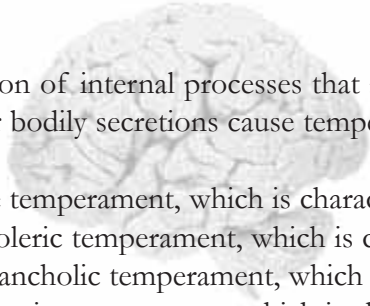 on of internal processes that
bodily secretions cause tempe
temperament, which is charac
oleric temperament, which is c
ancholic temperament, which